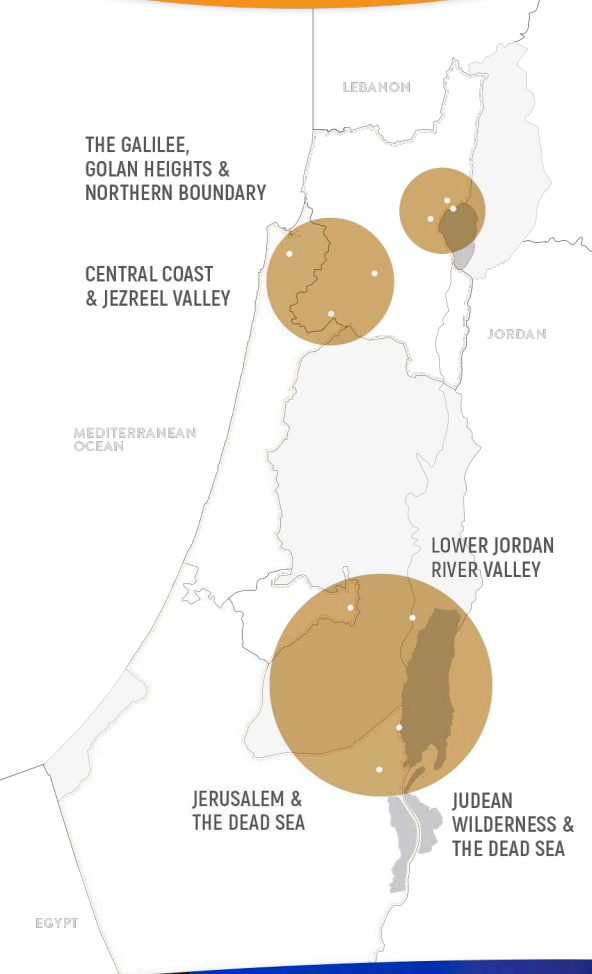 LEBANON
THE GALILEE,
GOLAN HEIGHTS &
NORTHERN BOUNDARY
CENTRAL COAST
& JEZREEL VALLEY
JORDAN
MEDITERRANEAN
OCEAN
LOWER JORDAN
RIVER VALLEY
JERUSALEM &
THE DEAD SEA
JUDEAN
WILDERNESS &
THE DEAD SEA
EGYPT